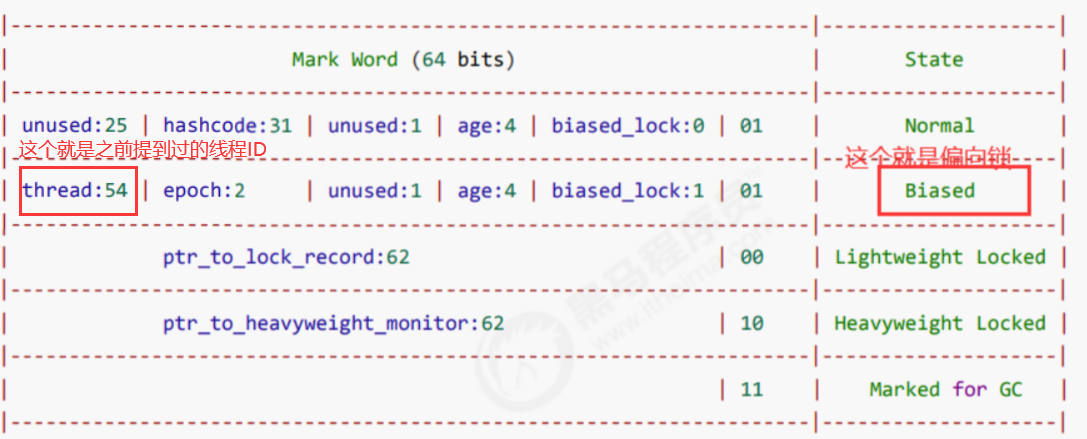 |--------------------------------------------------------------------|--------------------|
| Mark Word (64 bits) | State |
|--------------------------------------------------------------------|--------------------|
| unused:25 | hashcode:31 | unused:1 | age:4 | biased_lock:0 | 01 | Normal |
这个就是之前提到过的线程ID
这个就是偏向锁
|--------------------------------------------------------------------|--------------------|
| thread:54 | epoch:2 | unused:1 | age:4 | biased_lock:1 | 01 | Biased |
|--------------------------------------------------------------------|--------------------|
| ptr_to_lock_record:62 | 00 | Lightweight Locked |
|--------------------------------------------------------------------|--------------------|
| ptr_to_heavyweight_monitor:62 | 10 | Heavyweight Locked |
|--------------------------------------------------------------------|--------------------|
| | 11 | Marked for GC |
|--------------------------------------------------------------------|--------------------|
黑马程序员
www.itheima.com